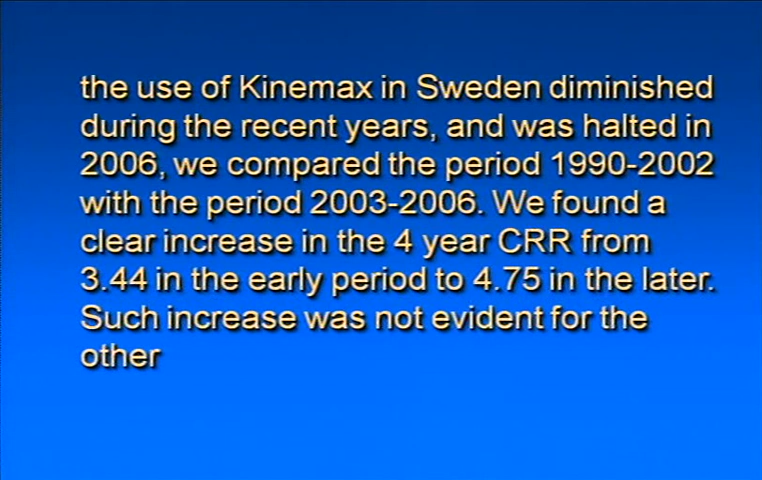 the use of Kinemax in Sweden diminished
during the recent years, and was halted in
2006, we compared the period 1990-2002
with the period 2003-2006. We found a
clear increase in the 4 year CRR from
3.44 in the early period to 4.75 in the later.
Such increase was not evident for the
other